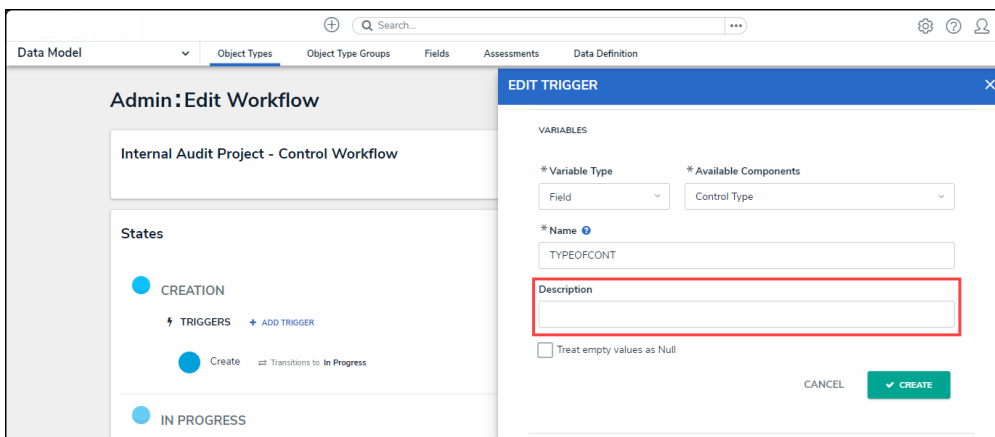 Search...
Data Model
Object Types
Object Type Groups
Fields
Assessments
Data Definition
Admin:Edit Workflow
Internal Audit Project - Control Workflow
States
CREATION
TRIGGERS + ADD TRIGGER
Create Transitions to In Progress
IN PROGRESS
EDIT TRIGGER
VARIABLES
*Variable Type
Field
*Available Components
Control Type
*Name
TYPEOFCONT
Description
Treat empty values as Null
CANCEL
CREATE